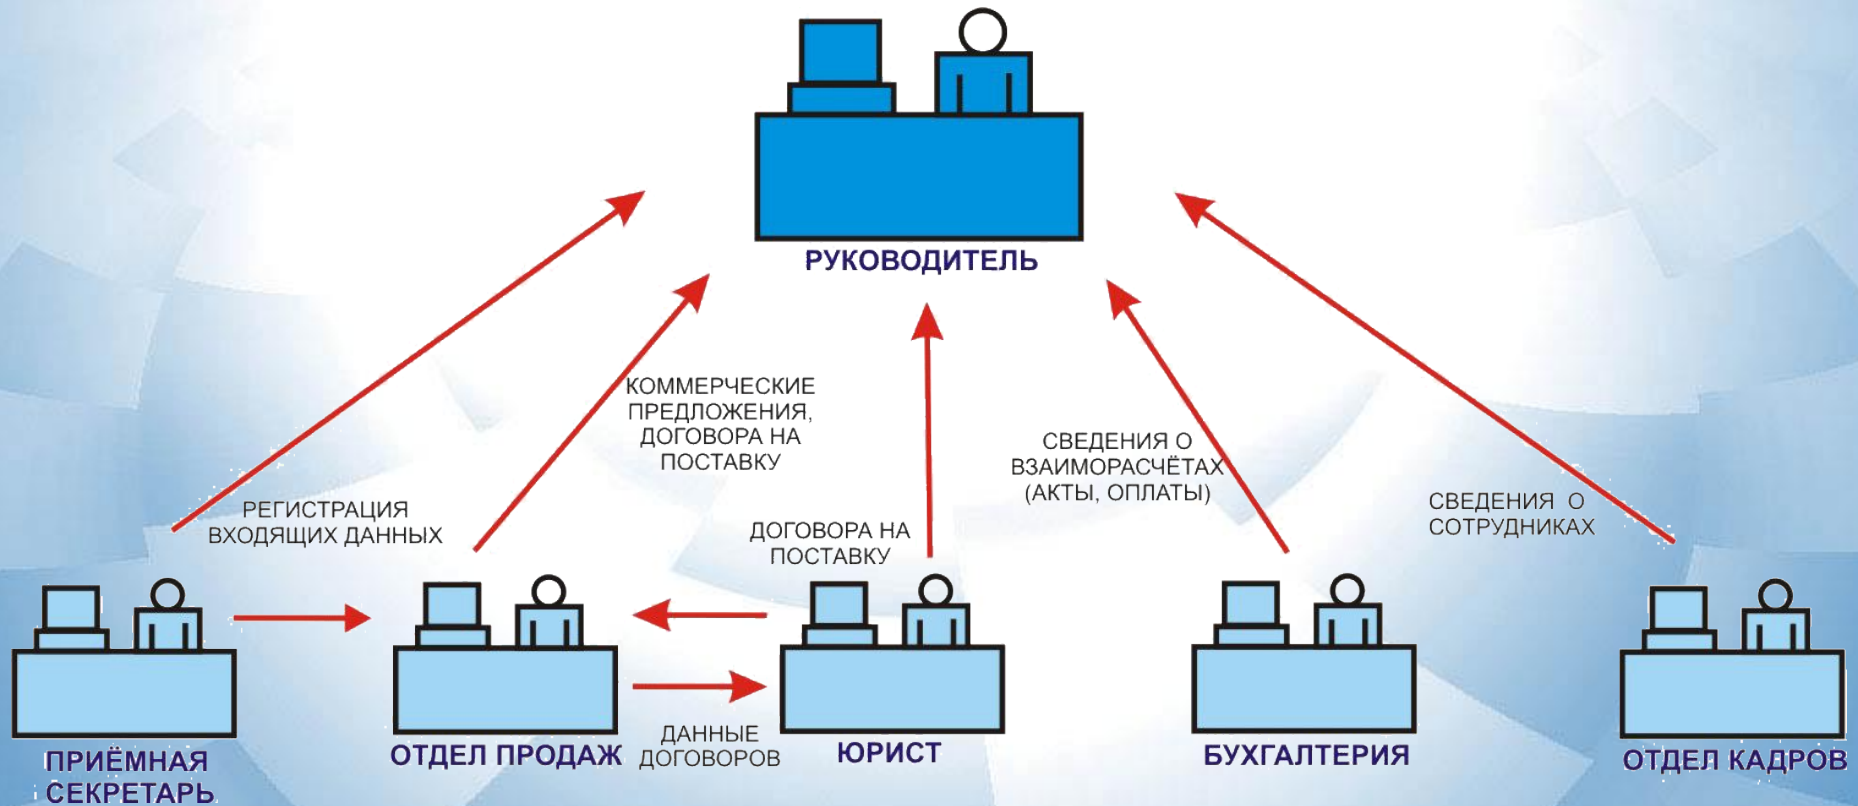 РУКОВОДИТЕЛЬ
КОММЕРЧЕСКИЕ
ПРЕДЛОЖЕНИЯ,
ДОГОВОРА НА
ПОСТАВКУ
СВЕДЕНИЯ О
ВЗАИМОРАСЧЁТАХ
(АКТЫ, ОПЛАТЫ)
РЕГИСТРАЦИЯ
ВХОДЯЩИХ ДАННЫХ
ДОГОВОРА НА
ПОСТАВКУ
СВЕДЕНИЯ О
СОТРУДНИКАХ
ПРИЁМНАЯ
СЕКРЕТАРЬ
ОТДЕЛ ПРОДАЖ
ДАННЫЕ
ДОГОВОРОВ
ЮРИСТ
БУХГАЛТЕРИЯ
ОТДЕЛ КАДРОВ